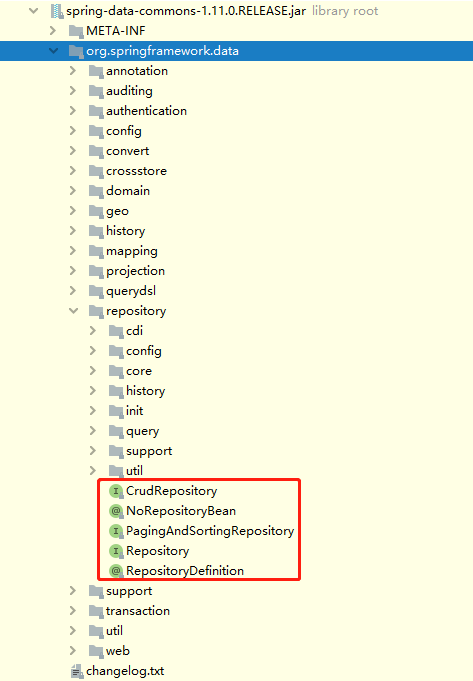 spring-data-commons-1.11.0.RELEASE.jar library root
META-INF
org.springframework.data
annotation
auditing
authentication
config
convert
crossstore
domain
geo
history
mapping
projection
querydsl
repository
cdi
config
core
history
init
query
support
util
CrudRepository
NoRepositoryBean
PagingAndSortingRepository
Repository
RepositoryDefinition
support
transaction
util
web
changelog.txt